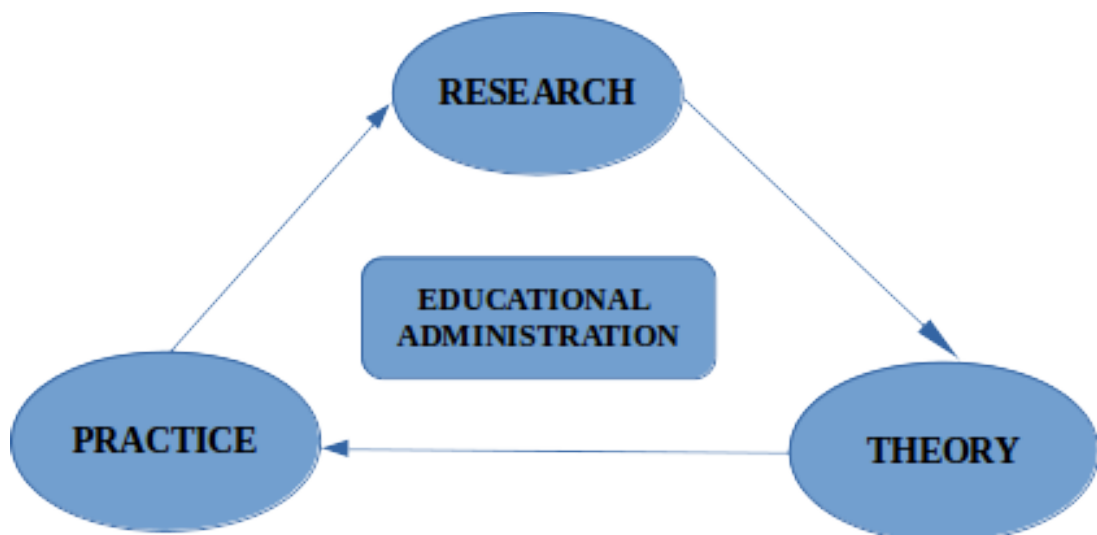 RESEARCH
EDUCATIONAL
ADMINISTRATION
PRACTICE
THEORY